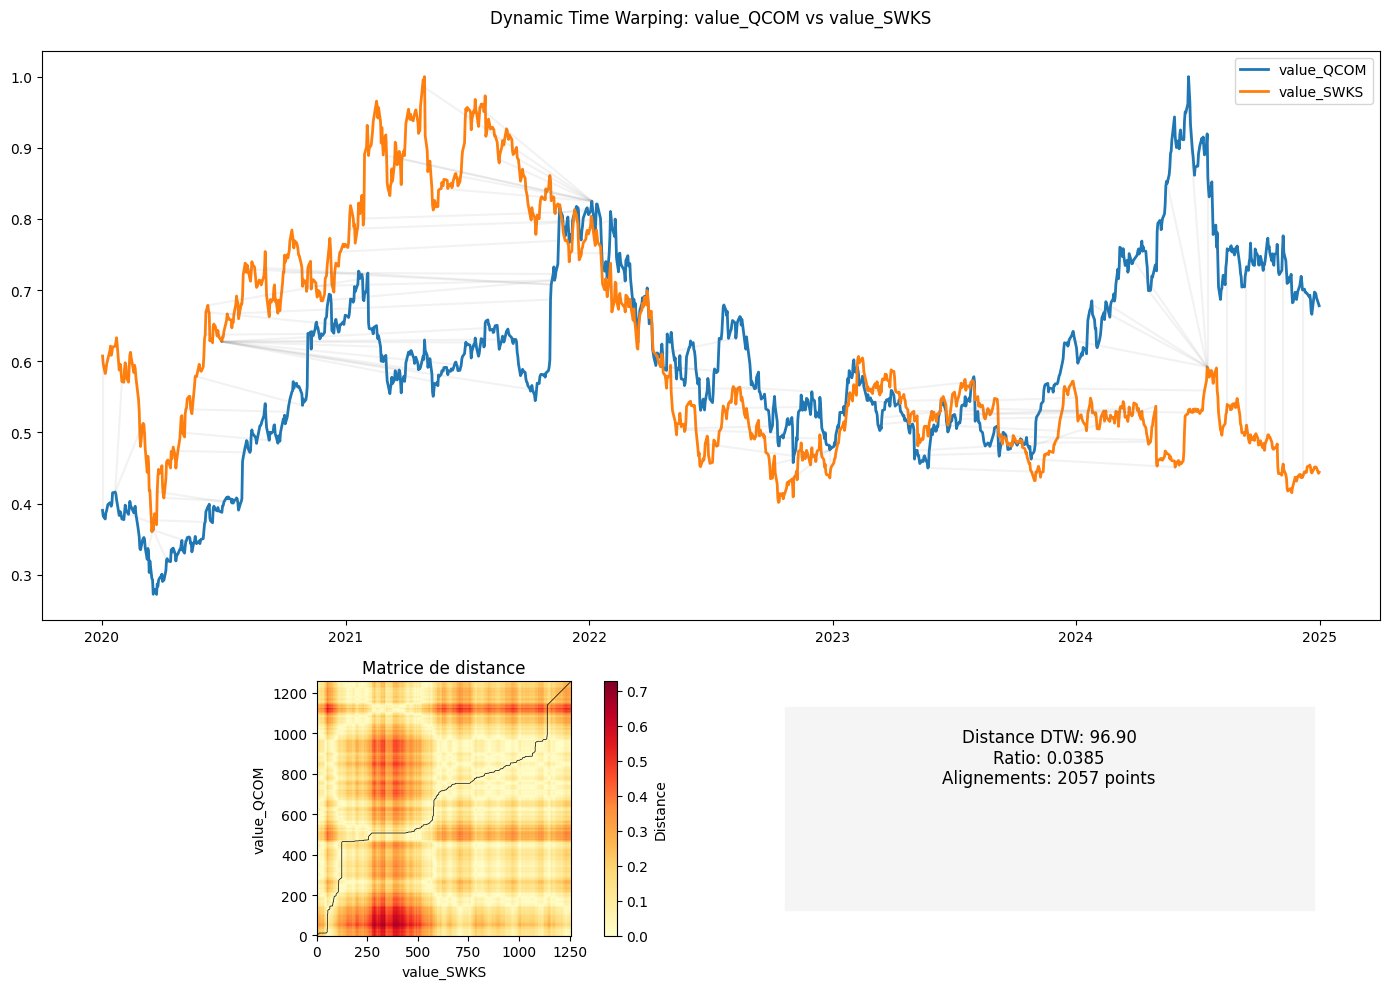 Dynamic Time Warping: value_QCOM vs value_SWKS
value_QCOM
value_SWKS
1.0
0.9
0.8
0.7
0.6
0.5
0.4
0.3
2020 2021 2022 2023 2024 2025
Matrice de distance
value_QCOM
1200
1000
800
600
400
200
0
0 250 500 750 1000 1250
value_SWKS
0.7
0.6
0.5
0.4
0.3
0.2
0.1
0.0
Distance
Distance DTW: 96.90
Ratio: 0.0385
Alignements: 2057 points